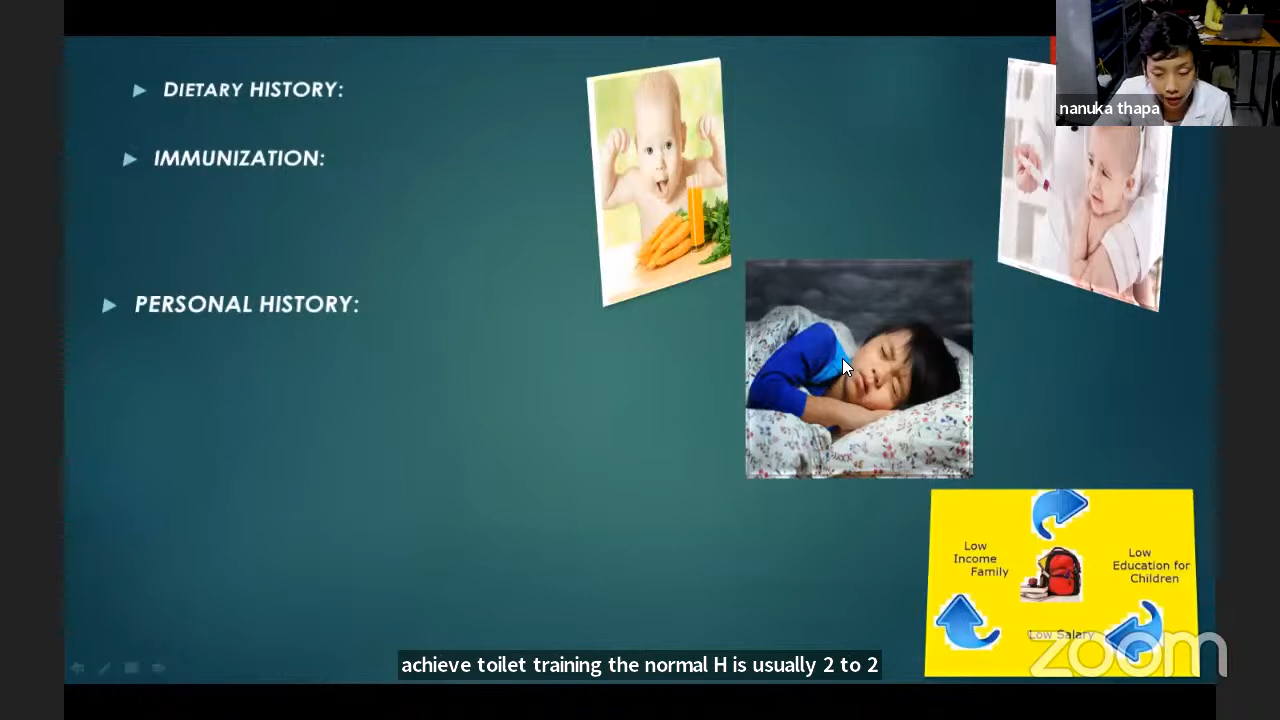 DIETARY HISTORY:
IMMUNIZATION:
PERSONAL HISTORY:
nanuka thapa
Low
Income
Family
Low
Education for
Children
Low Salary
zoom
achieve toilet training the normal H is usually 2 to 2